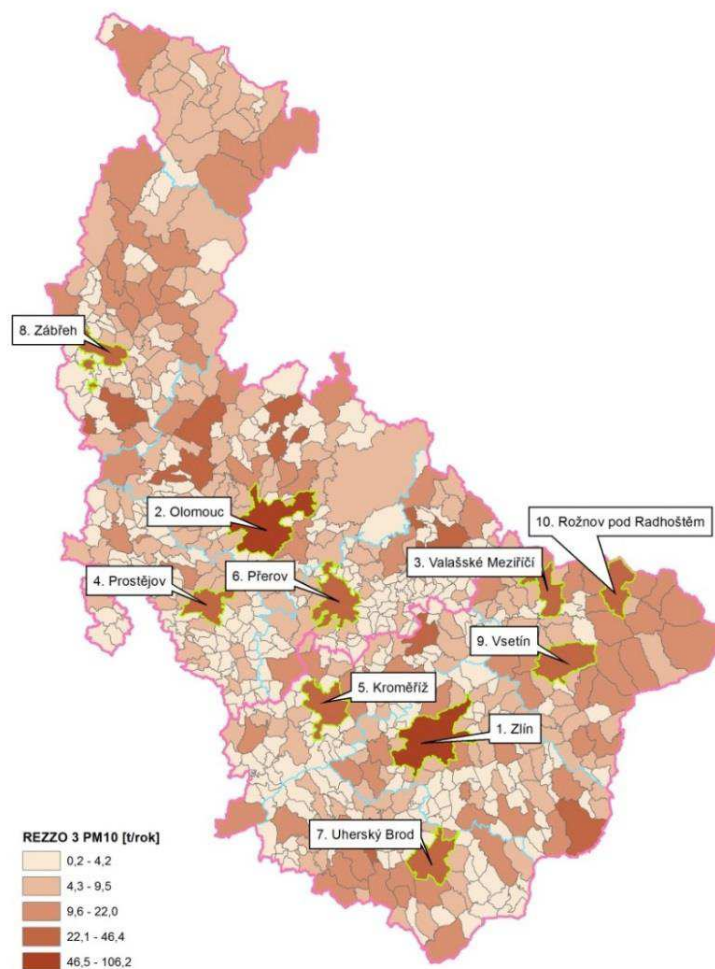 8. Zábřeh
2. Olomouc
10. Rožnov pod Radhoštěm
3. Valašské Meziříčí
4. Prostějov
6. Přerov
9. Vsetín
5. Kroměříž
1. Zlín
7. Uherský Brod
REZZO 3 PM10 [t/rok]
0,2 - 4,2
4,3 - 9,5
9,6 - 22,0
22,1 - 46,4
46,5 - 106,2